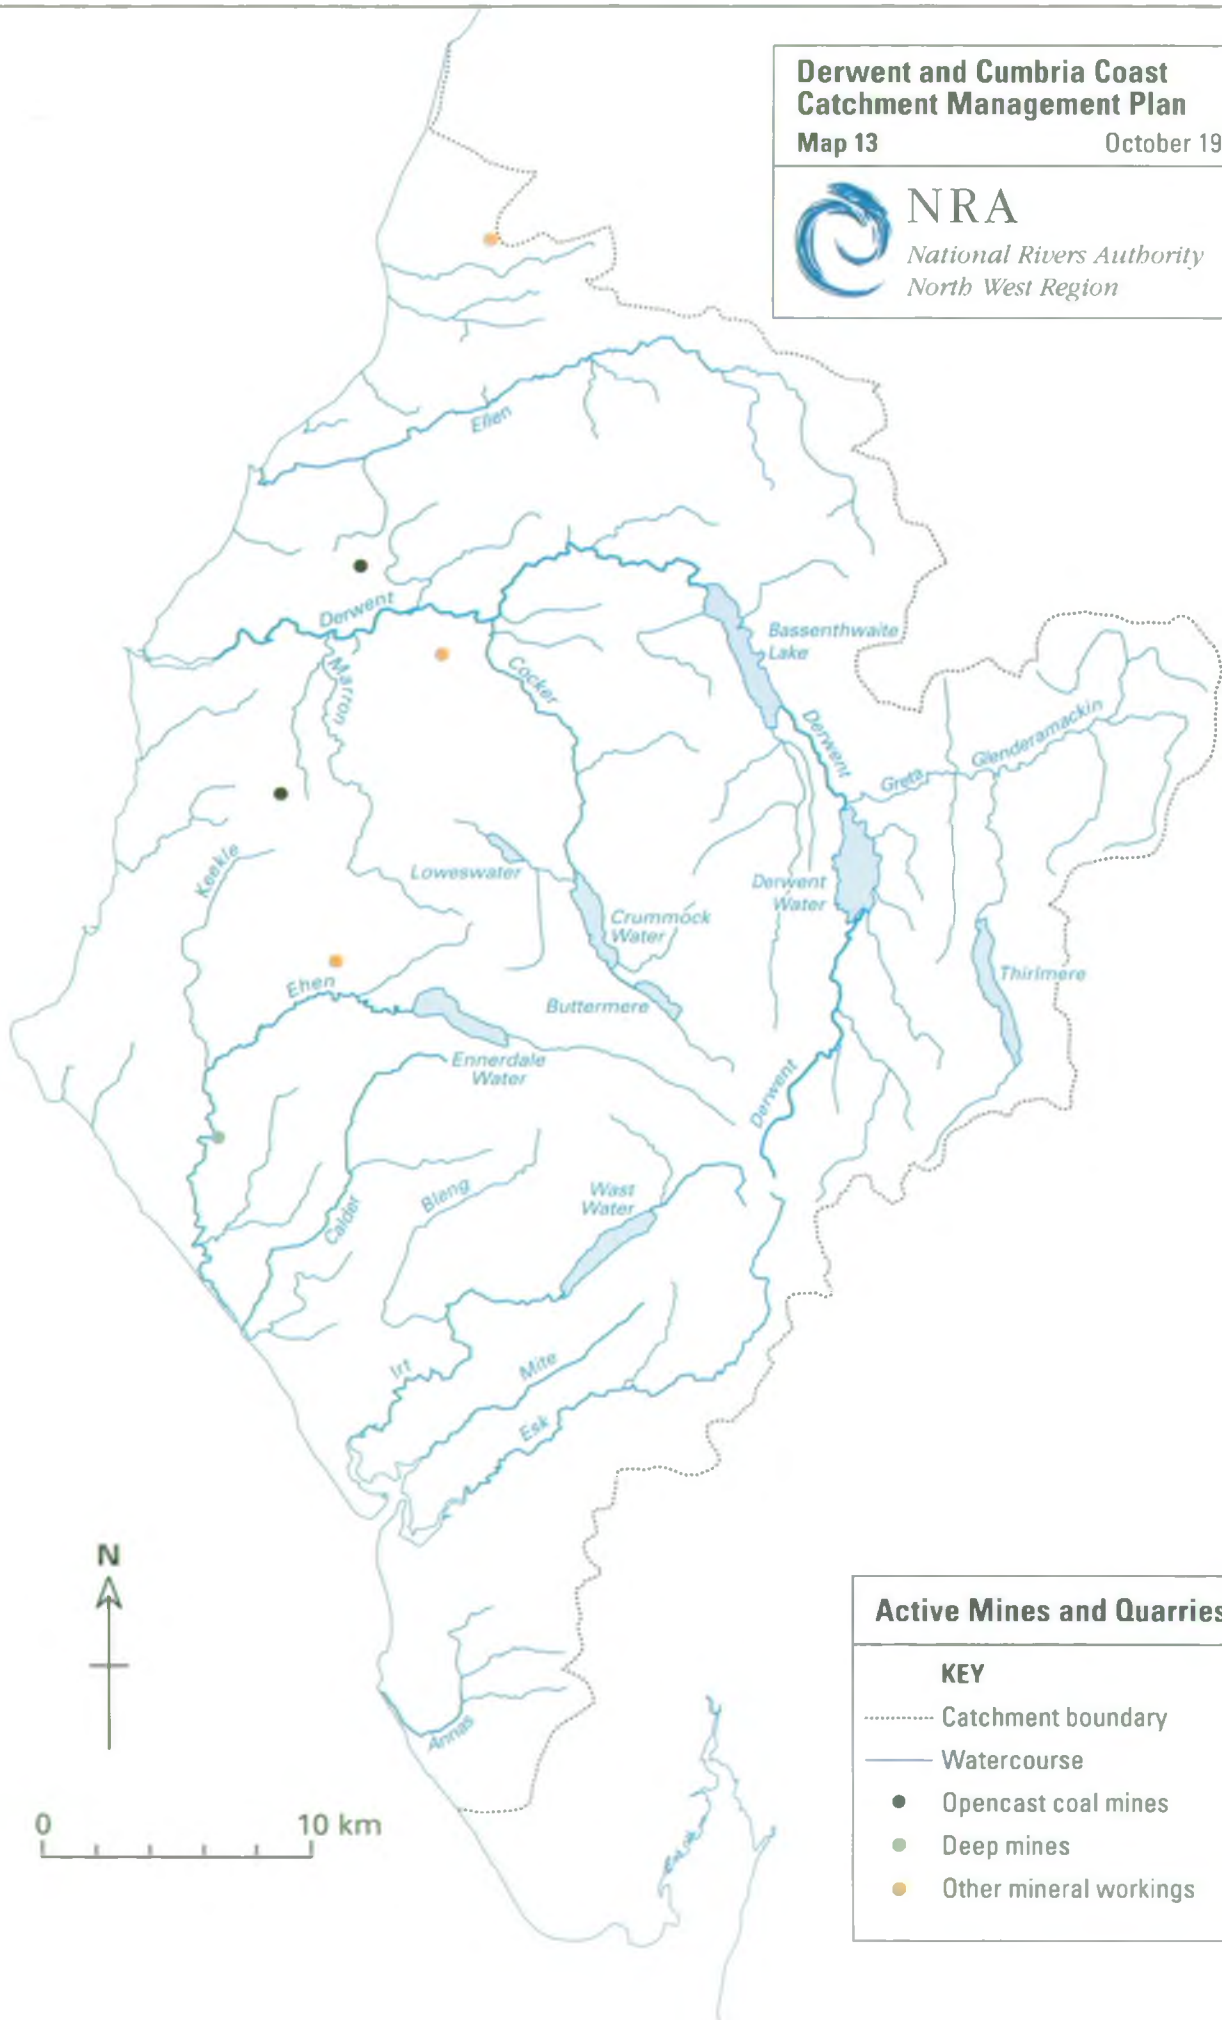 Derwent and Cumbria Coast
Catchment Management Plan
Map 13 October 19
NRA
National Rivers Authority
North West Region
Ellen
Derwent
Bassenthwaite
Lake
Marron
Cocker
Derwent
Greta
Glenderamackin
Keekle
Loweswater
Derwent
Water
Crummock
Water
Thirlmere
Ehen
Buttermere
Ennerdale
Water
Derwent
Bleng
Wast
Water
Calder
Irt
Mite
Esk
N
Annas
0 10 km
Active Mines and Quarries
KEY
Catchment boundary
Watercourse
Opencast coal mines
Deep mines
Other mineral workings